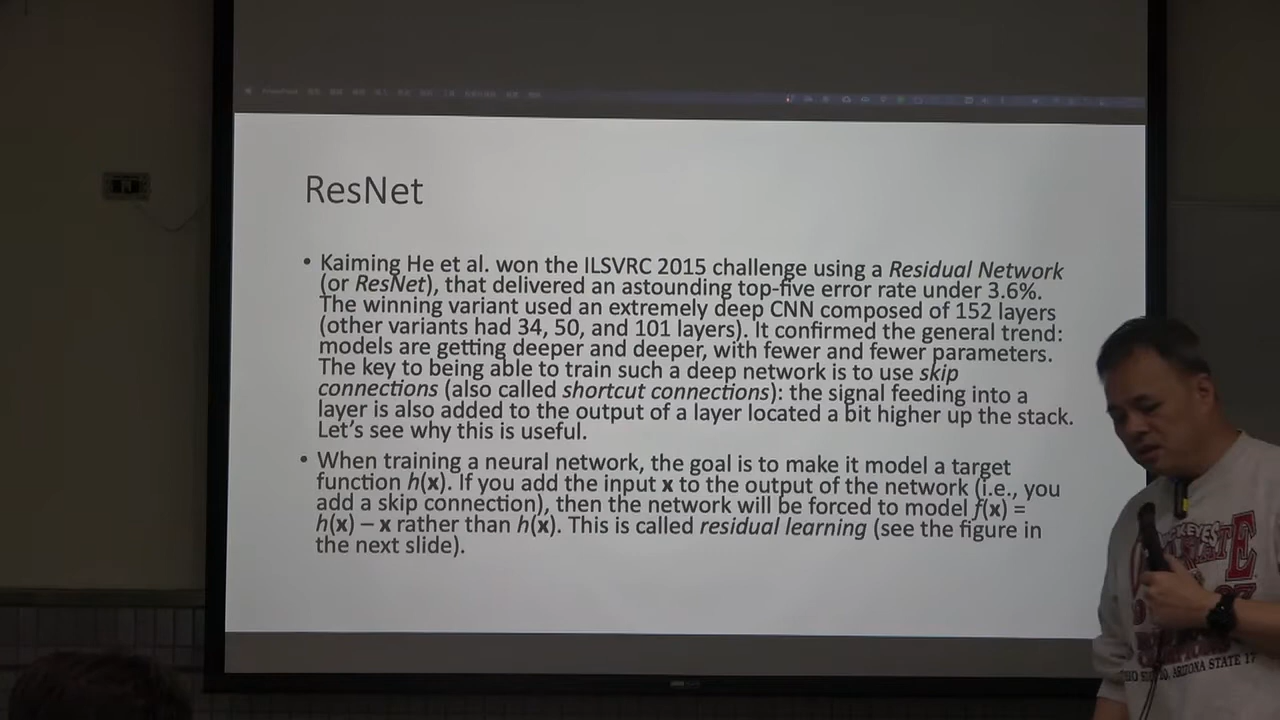 ResNet
• Kaiming He et al. won the ILSVRC 2015 challenge using a Residual Network
(or ResNet), that delivered an astounding top-five error rate under 3.6%.
The winning variant used an extremely deep CNN composed of 152 layers
(other variants had 34, 50, and 101 layers). It confirmed the general trend:
models are getting deeper and deeper, with fewer and fewer parameters.
The key to being able to train such a deep network is to use skip
connections (also called shortcut connections): the signal feeding into a
layer is also added to the output of a layer located a bit higher up the stack.
Let's see why this is useful.
• When training a neural network, the goal is to make it model a target
function h(x). If you add the input x to the output of the network (i.e., you
add a skip connection), then the network will be forced to model f(x) =
h(x) – x rather than h(x). This is called residual learning (see the figure in
the next slide).
ARIZONA STATE 17